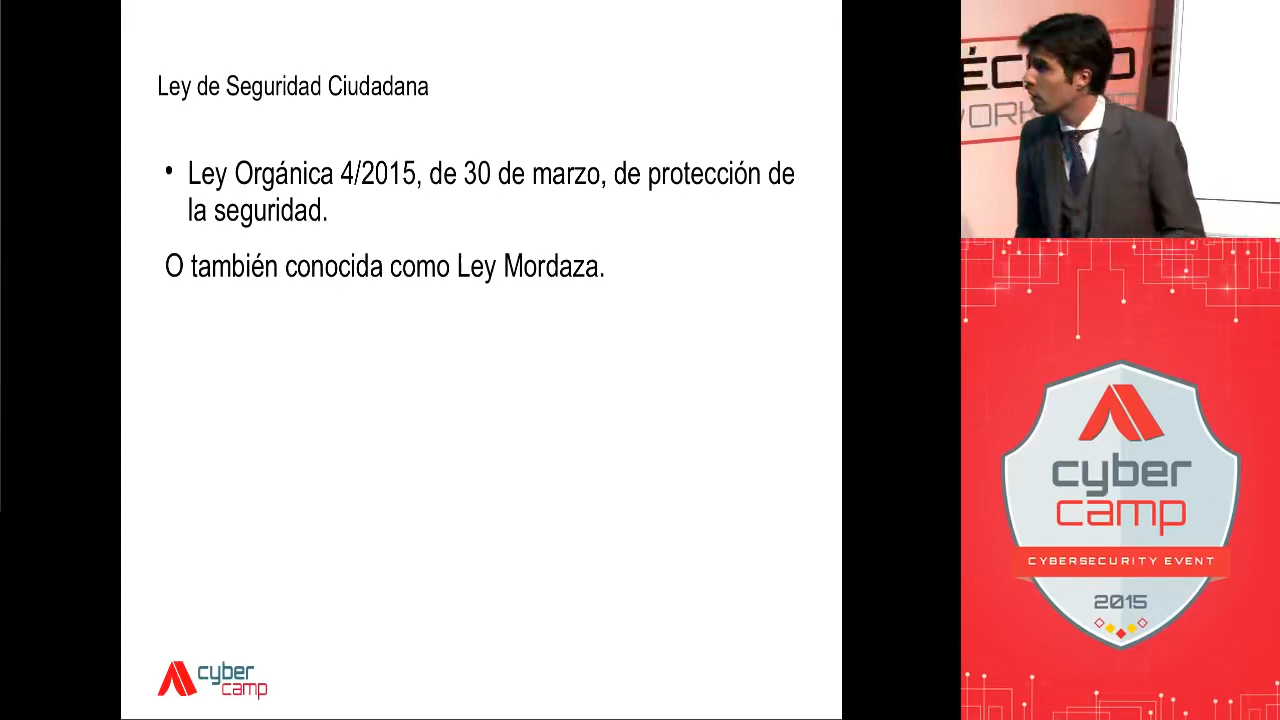 Ley de Seguridad Ciudadana
• Ley Orgánica 4/2015, de 30 de marzo, de protección de
la seguridad.
O también conocida como Ley Mordaza.
cyber
camp
cyber
camp
CYBERSECURITY EVENT
2015